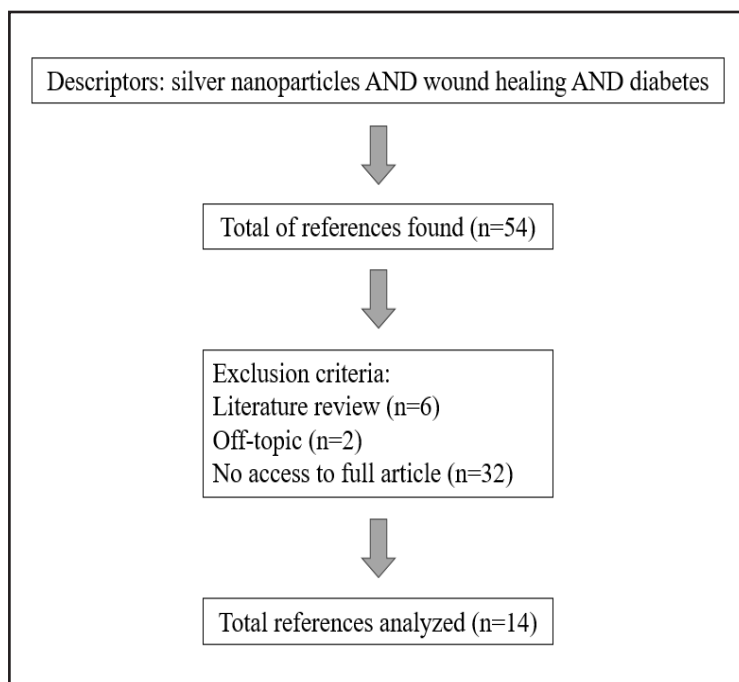 Descriptors: silver nanoparticles AND wound healing AND diabetes
Total of references found (n=54)
Exclusion criteria:
Literature review (n=6)
Off-topic (n=2)
No access to full article (n=32)
Total references analyzed (n=14)